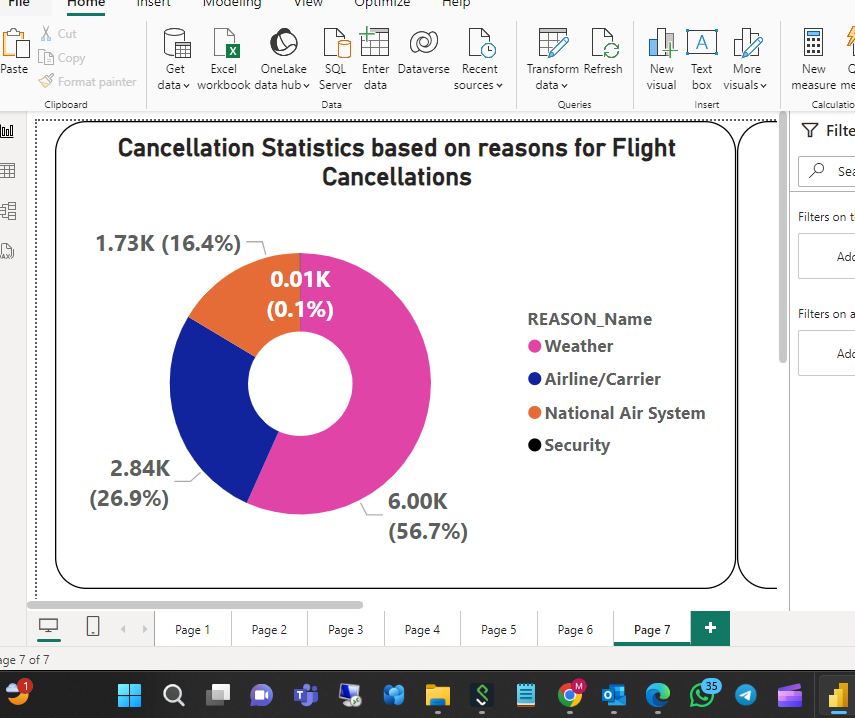 File Home Insert Modeling View Optimize Help
Paste
Cut
Copy
Format painter
Clipboard
Get
data
Excel
workbook
OneLake
data hub
SQL
Server
Enter
data
Dataverse
Recent
sources
Data
Transform
data
Refresh
Queries
New
visual
Text
box
More
visuals
Insert
New
measure
Calculatio
Cancellation Statistics based on reasons for Flight
Cancellations
1.73K (16.4%)
0.01K
(0.1%)
2.84K
(26.9%)
6.00K
(56.7%)
REASON_Name
Weather
Airline/Carrier
National Air System
Security
Filte
Sea
Filters on th
Add
Filters on a
Add
Page 1
Page 2
Page 3
Page 4
Page 5
Page 6
Page 7
+
age 7 of 7
1
M
35